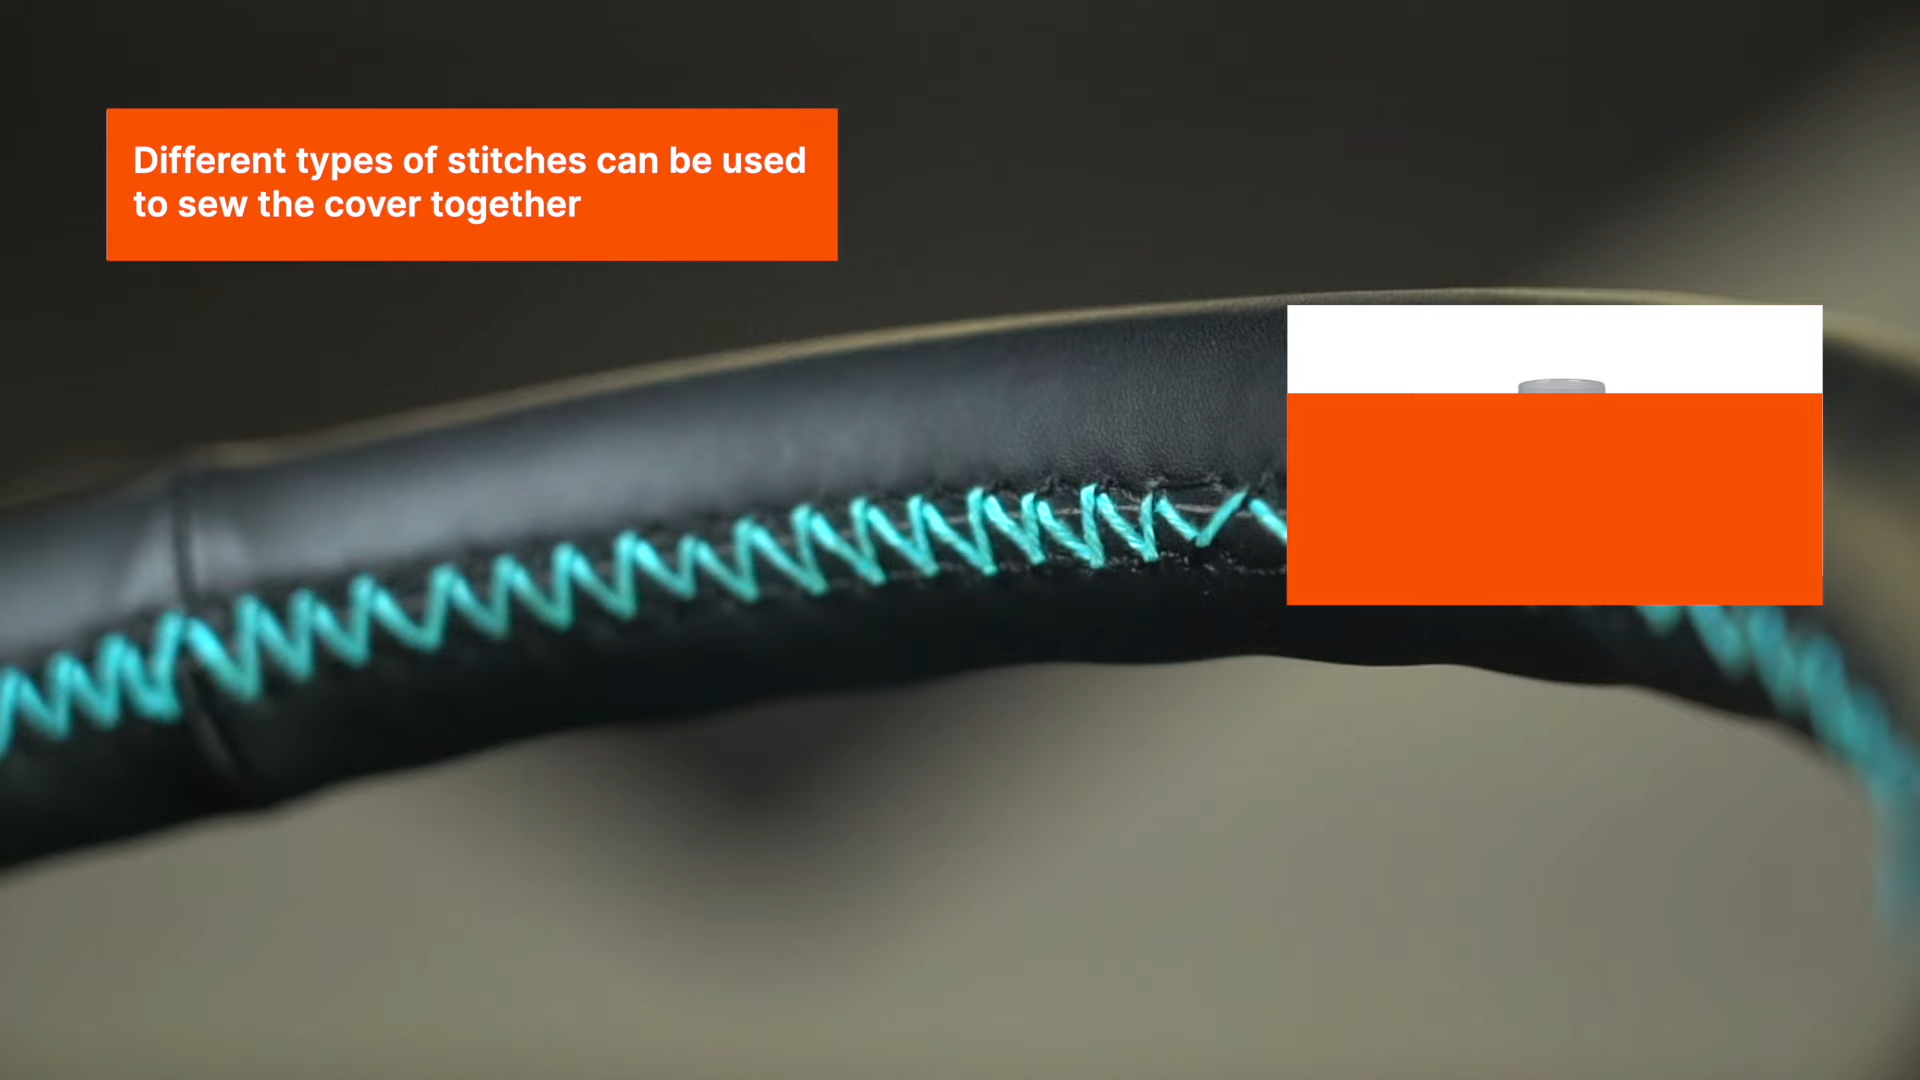 Different types of stitches can be used
to sew the cover together